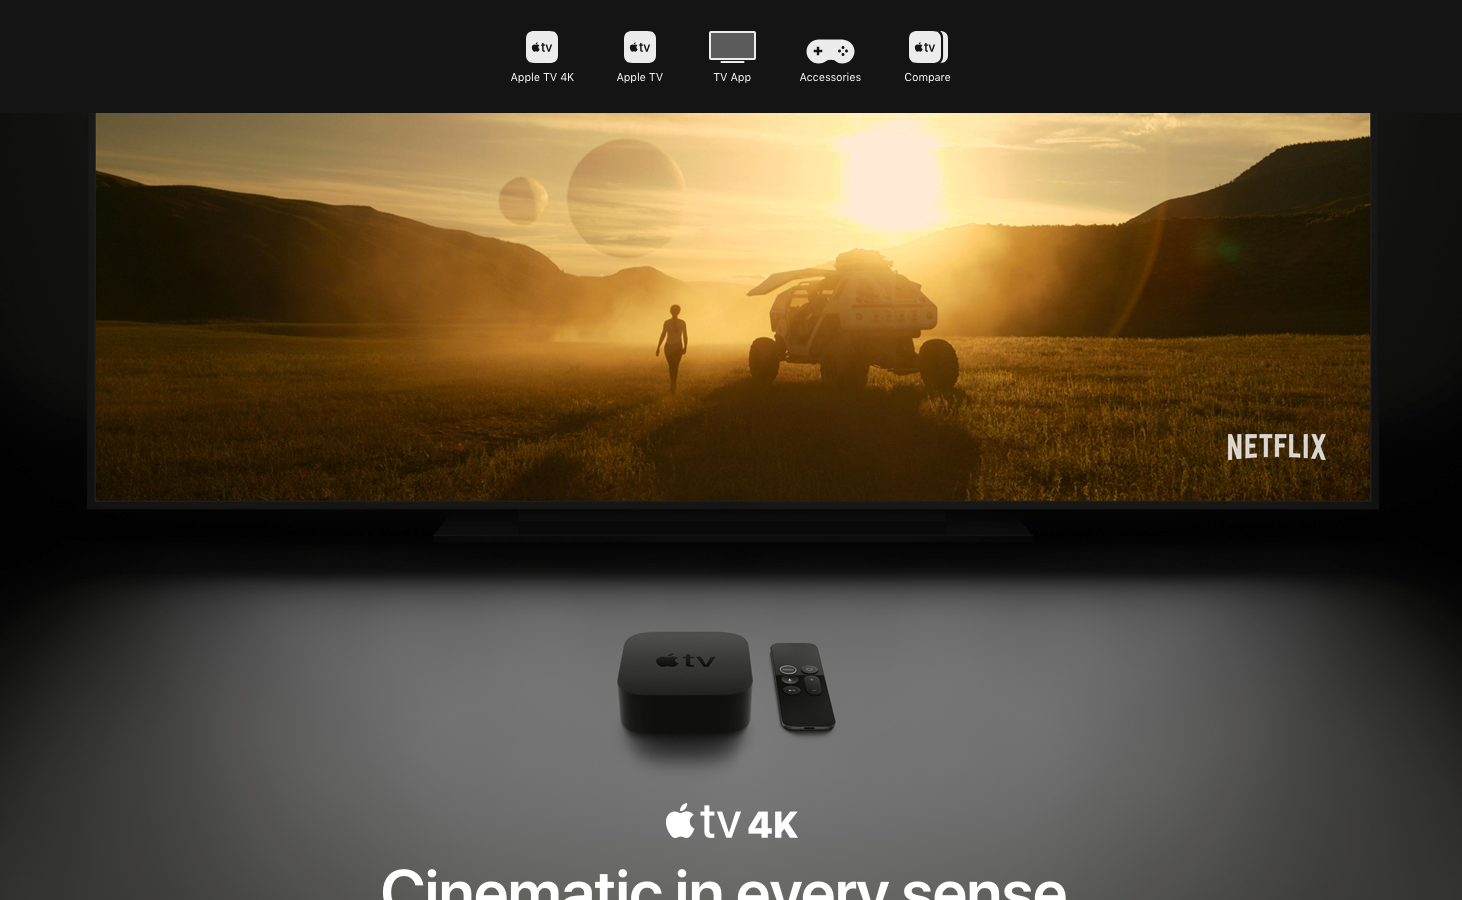 tv
tv
tv
Apple TV 4K
Apple TV
TV App
Accessories
Compare
NETFLIX
tv
tv 4K
Cinematic in every sense